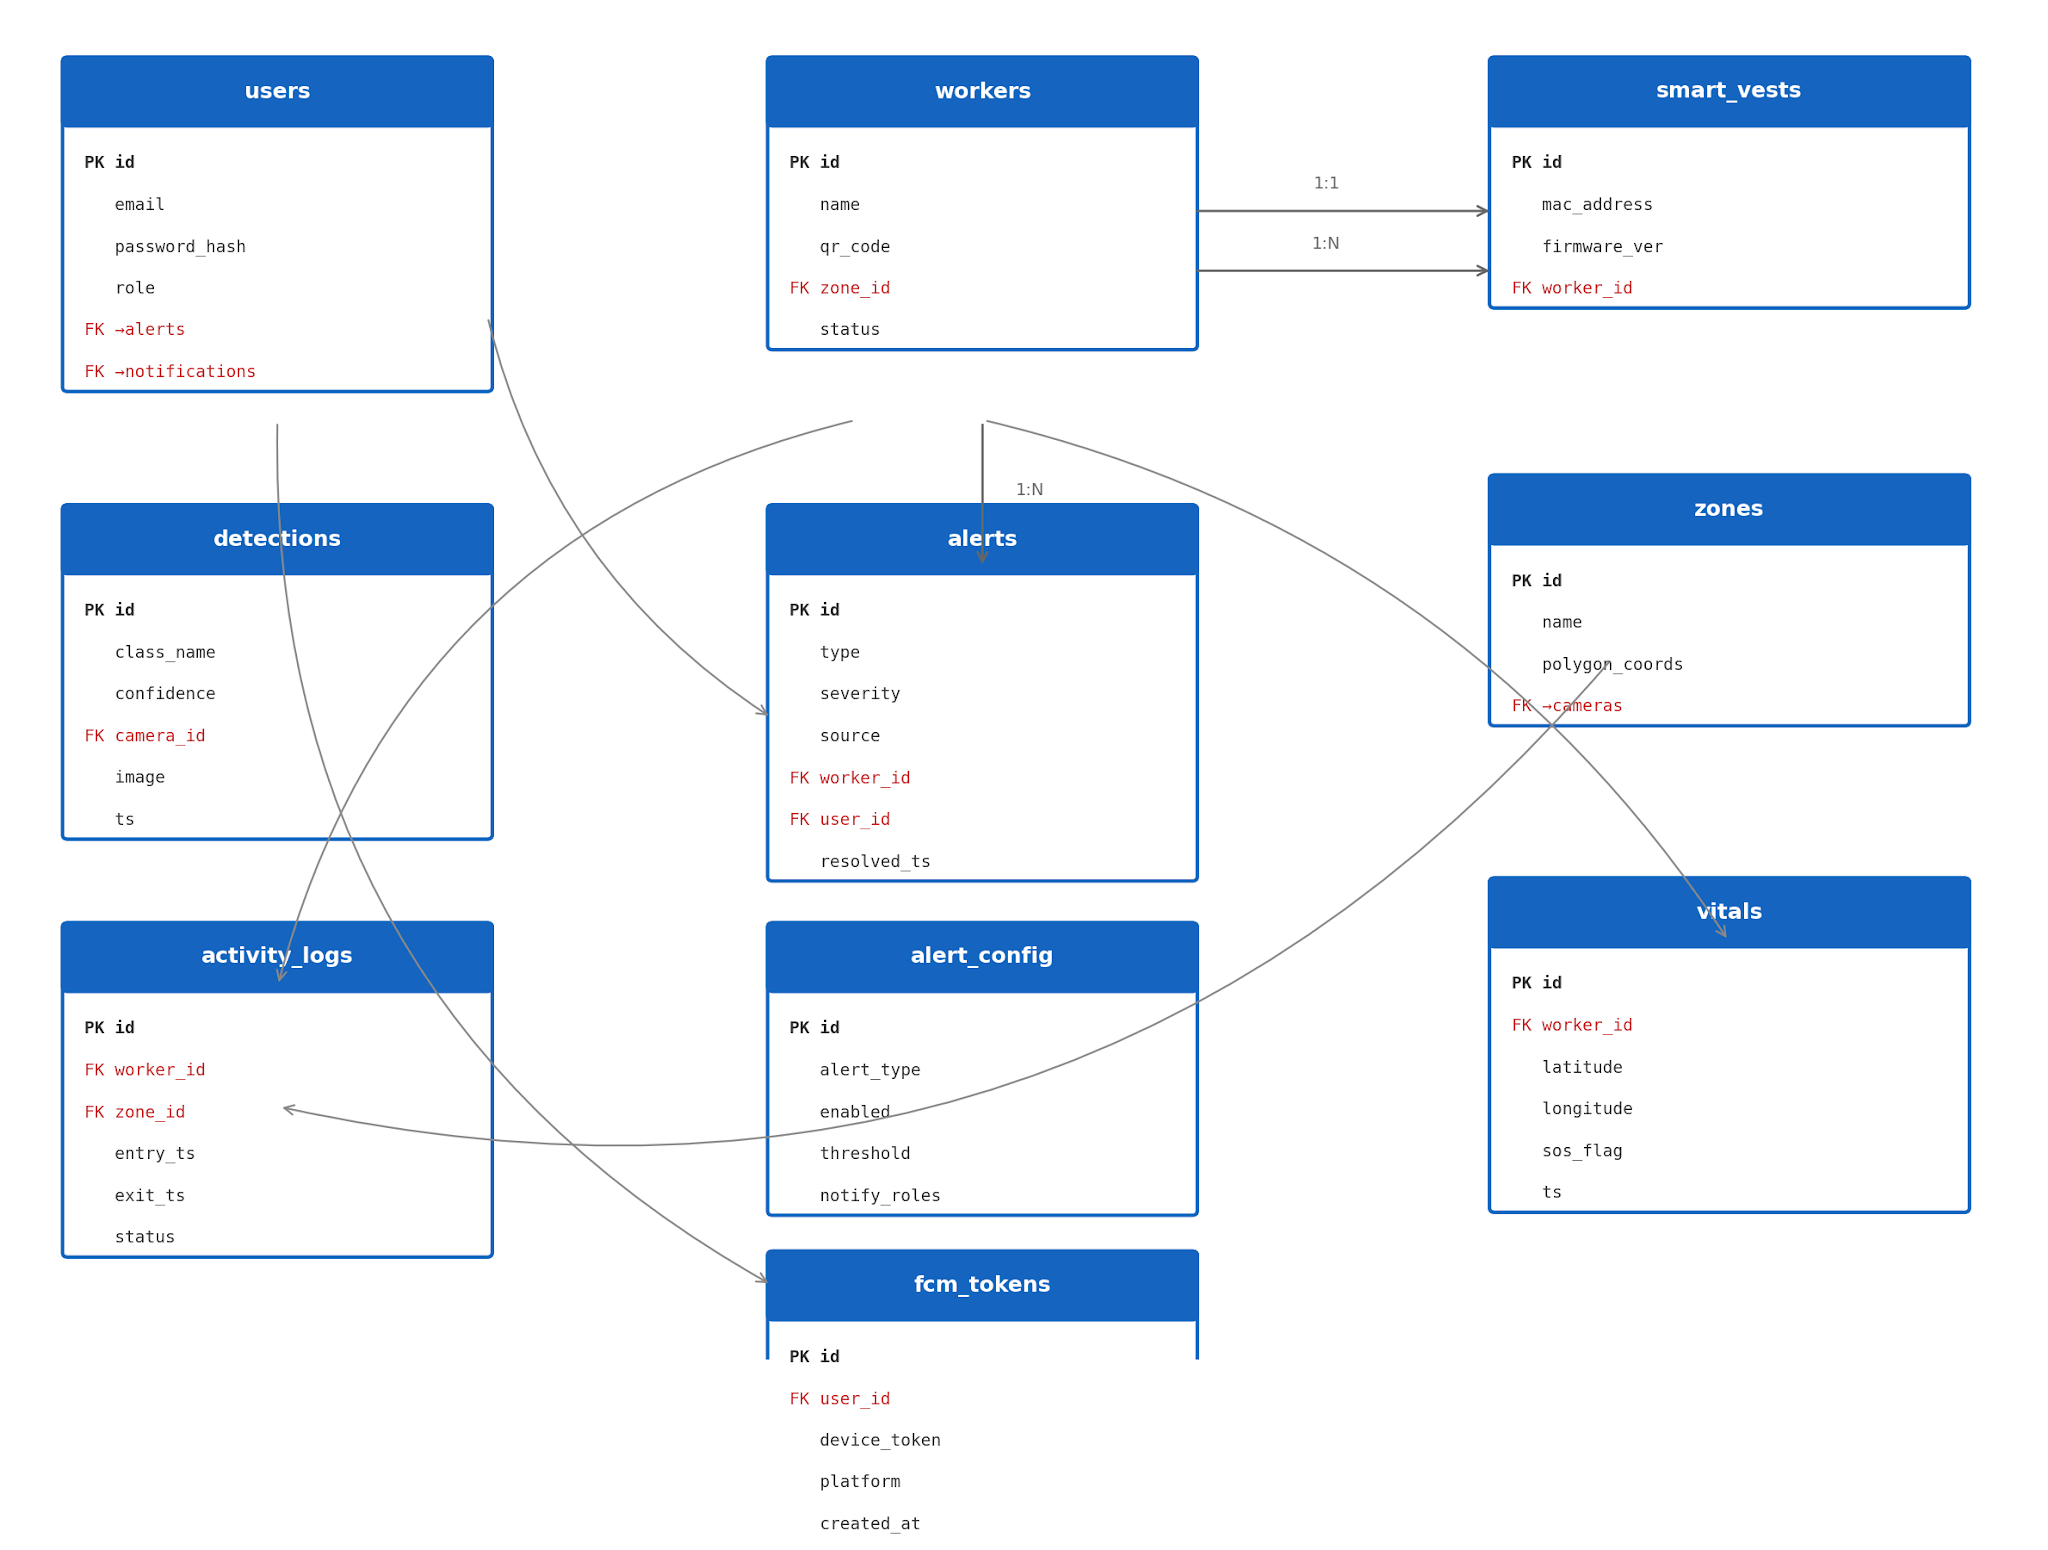 users
PK id
email
password_hash
role
FK →alerts
FK →notifications
workers
PK id
name
qr_code
FK zone_id
status
1:1
1:N
smart_vests
PK id
mac_address
firmware_ver
FK worker_id
1:N
detections
PK id
class_name
confidence
FK camera_id
image
ts
alerts
PK id
type
severity
source
FK worker_id
FK user_id
resolved_ts
zones
PK id
name
polygon_coords
FK →cameras
activity_logs
PK id
FK worker_id
FK zone_id
entry_ts
exit_ts
status
alert_config
PK id
alert_type
enabled
threshold
notify_roles
vitals
PK id
FK worker_id
latitude
longitude
sos_flag
ts
fcm_tokens
PK id
FK user_id
device_token
platform
created_at